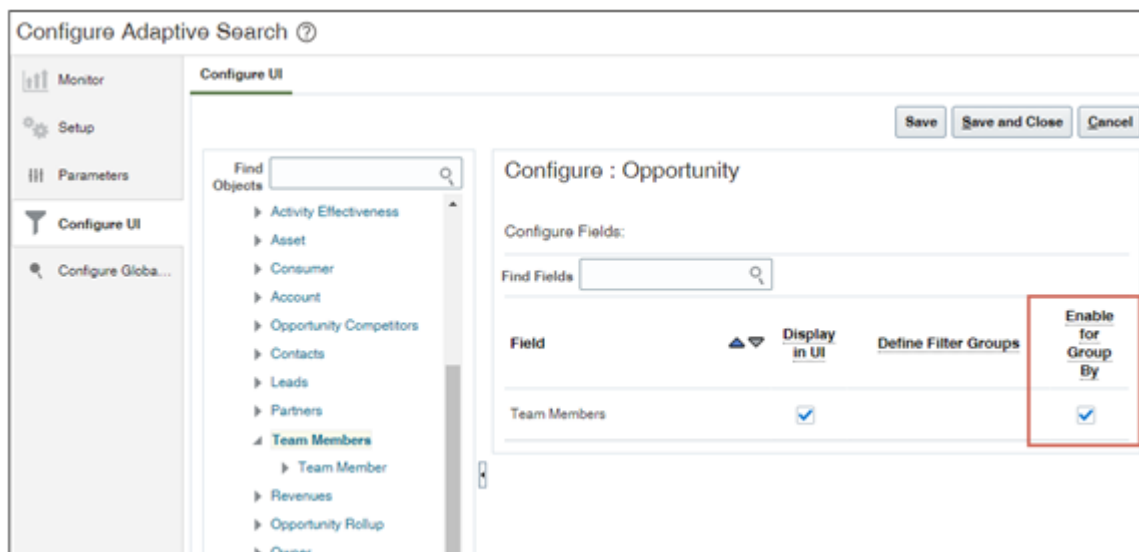 Configure Adaptive Search
Monitor
Setup
Parameters
Configure UI
Configure Globa...
Configure UI
Save
Save and Close
Cancel
Find
Objects
Activity Effectiveness
Asset
Consumer
Account
Opportunity Competitors
Contacts
Leads
Partners
Team Members
Team Member
Revenues
Opportunity Rollup
Owner
Configure : Opportunity
Configure Fields:
Find Fields
Field
Display
in UI
Define Filter Groups
Enable
for
Group
By
Team Members